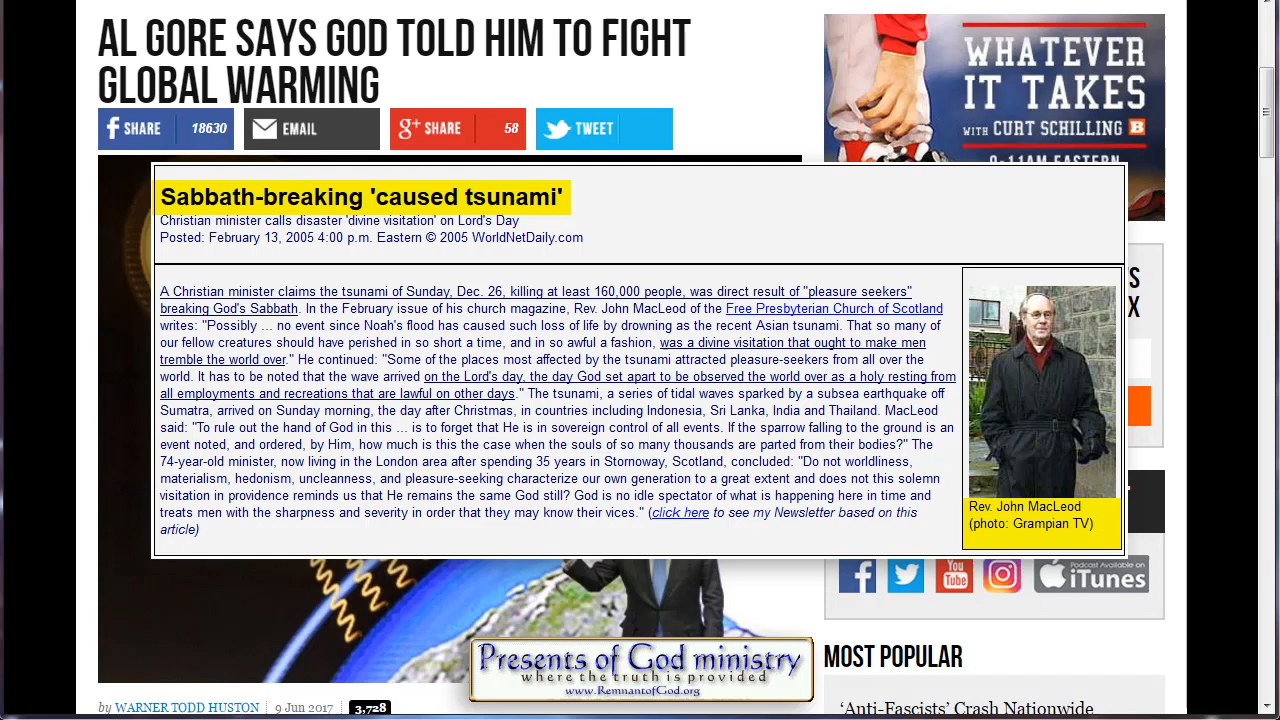 AL GORE SAYS GOD TOLD HIM TO FIGHT
GLOBAL WARMING
SHARE 18630
EMAIL
g+ SHARE 58
TWEET
WHATEVER
IT TAKES
WITH CURT SCHILLING B
9-11AM EASTERN
Sabbath-breaking 'caused tsunami'
Christian minister calls disaster 'divine visitation' on Lord's Day
Posted: February 13, 2005 4:00 p.m. Eastern © 2005 WorldNetDaily.com
A Christian minister claims the tsunami of Sunday, Dec. 26, killing at least 160,000 people, was direct result of "pleasure seekers"
breaking God's Sabbath. In the February issue of his church magazine, Rev. John MacLeod of the Free Presbyterian Church of Scotland
writes: "Possibly ... no event since Noah's flood has caused such loss of life by drowning as the recent Asian tsunami. That so many of
our fellow creatures should have perished in so short a time, and in so awful a fashion, was a divine visitation that ought to make men
tremble the world over." He continued: "Some of the places most affected by the tsunami attracted pleasure-seekers from all over the
world. It has to be noted that the wave arrived on the Lord's day, the day God set apart to be observed the world over as a holy resting from
all employments and recreations that are lawful on other days." The tsunami, a series of tidal waves sparked by a subsea earthquake off
Sumatra, arrived on Sunday morning, the day after Christmas, in countries including Indonesia, Sri Lanka, India and Thailand. MacLeod
said: "To rule out the hand of God in this ... is to forget that He is in sovereign control of all events. If the sparrow falling to the ground is an
event noted, and ordered, by Him, how much is this the case when the souls of so many thousands are parted from their bodies?" The
74-year-old minister, now living in the London area after spending 35 years in Stornoway, Scotland, concluded: "Do not worldliness,
materialism, hedonism, uncleanness, and pleasure-seeking characterize our own generation to a great extent and does not this solemn
visitation in providence reminds us that He remains the same God still? God is no idle spectator of what is happening here in time and
treats men with the sharpness and severity in order that they may know their vices." (click here to see my Newsletter based on this
article)
Rev. John MacLeod
(photo: Grampian TV)
S
X
You
Tube
Podcast Available on
iTunes
Presents of God ministry
where the truth is provided
www.RemnantofGod.org
MOST POPULAR
by WARNER TODD HUSTON 9 Jun 2017 3,728
'Anti-Fascists' Crash Nationwide